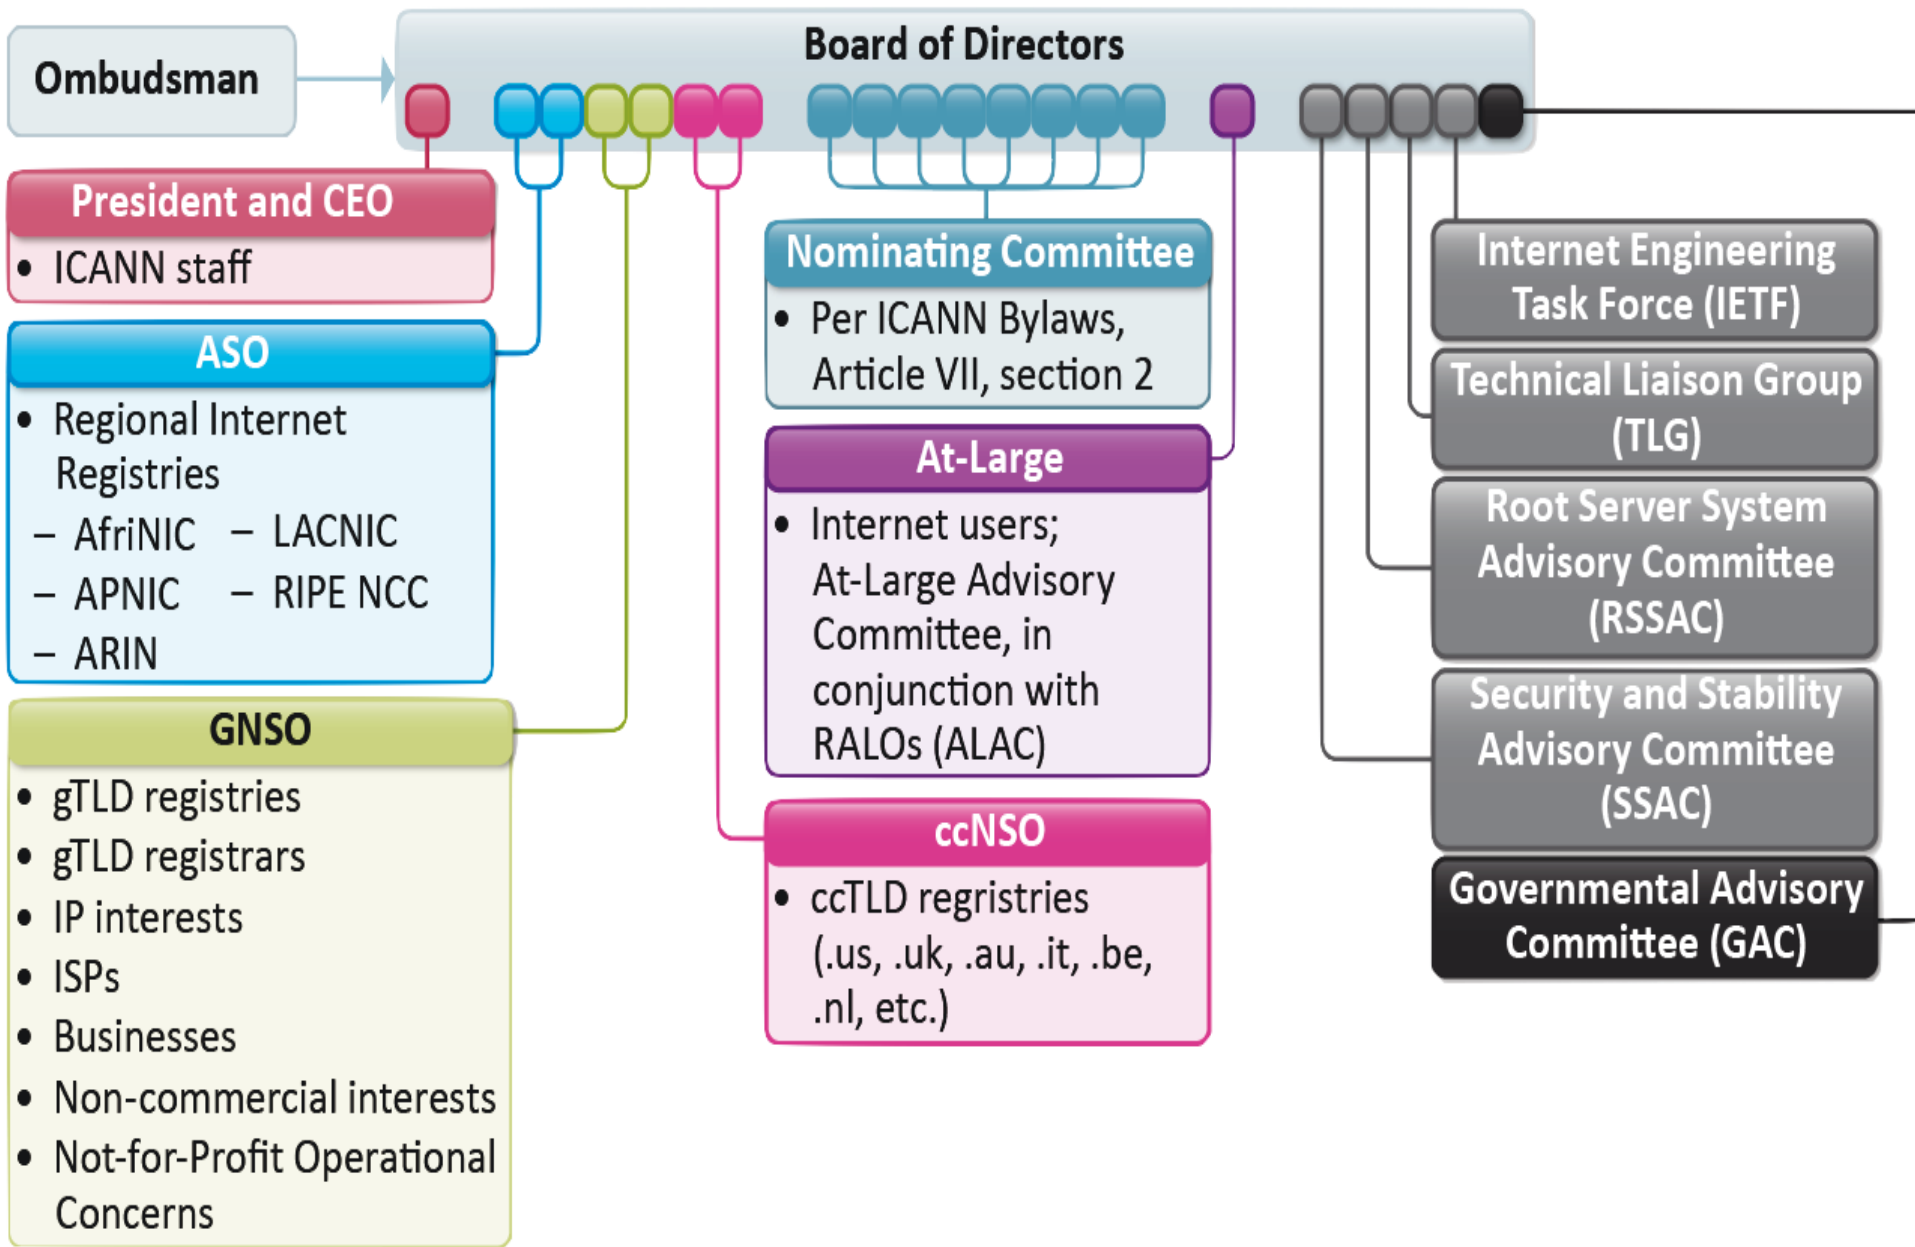 Ombudsman
Board of Directors
President and CEO
• ICANN staff
ASO
• Regional Internet
Registries
– AfriNIC – LACNIC
– APNIC – RIPE NCC
– ARIN
GNSO
• gTLD registries
• gTLD registrars
• IP interests
• ISPs
• Businesses
• Non-commercial interests
• Not-for-Profit Operational
Concerns
Nominating Committee
• Per ICANN Bylaws,
Article VII, section 2
At-Large
• Internet users;
At-Large Advisory
Committee, in
conjunction with
RALOs (ALAC)
ccNSO
• ccTLD regristries
(.us, .uk, .au, .it, .be,
.nl, etc.)
Internet Engineering
Task Force (IETF)
Technical Liaison Group
(TLG)
Root Server System
Advisory Committee
(RSSAC)
Security and Stability
Advisory Committee
(SSAC)
Governmental Advisory
Committee (GAC)